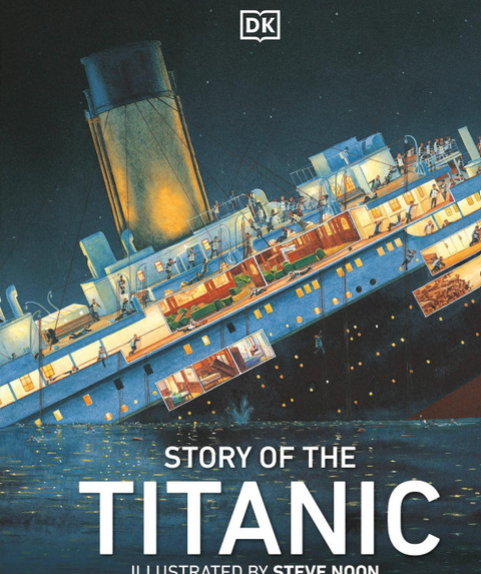 DK
STORY OF THE
TITANIC
ILLUSTRATED BY STEVE NOON